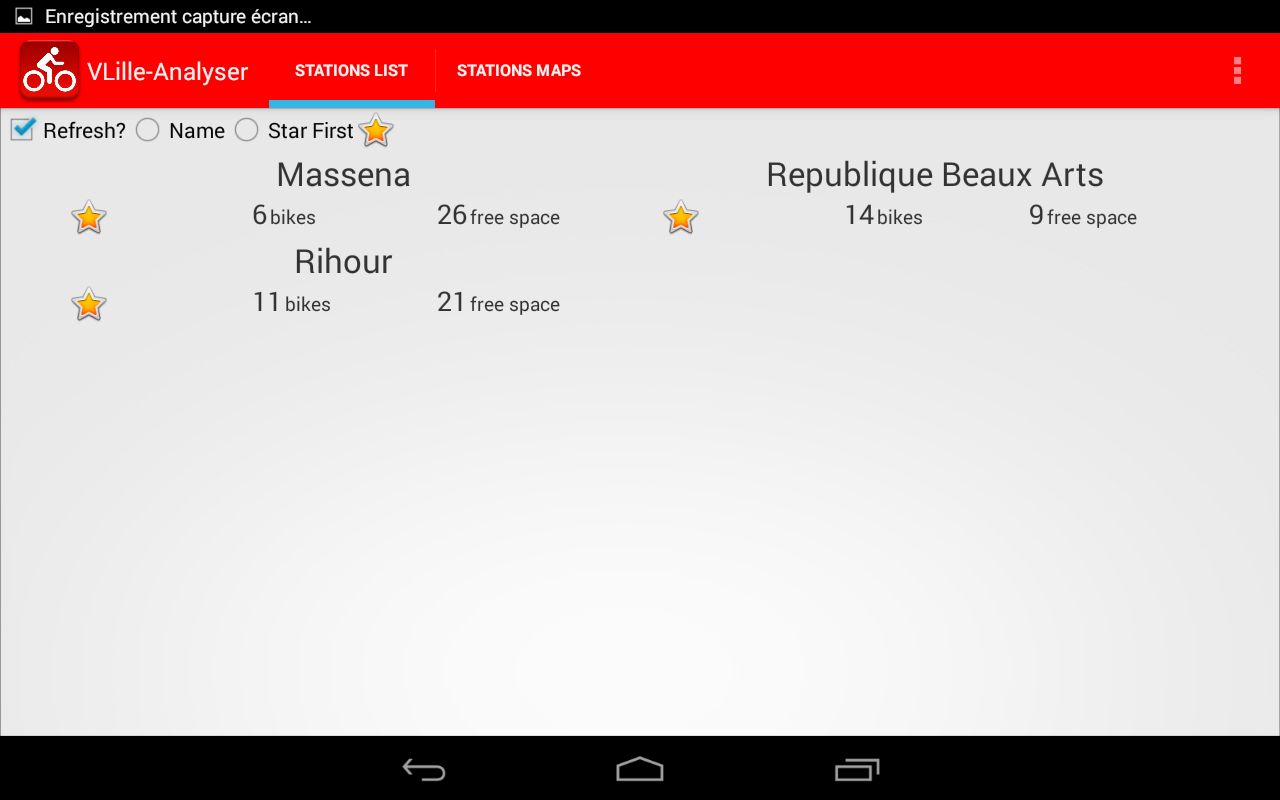 Enregistrement capture écran…
VLille-Analyser STATIONS LIST STATIONS MAPS
Refresh? Name Star First
Massena
6 bikes 26 free space
Republique Beaux Arts
14 bikes 9 free space
Rihour
11 bikes 21 free space